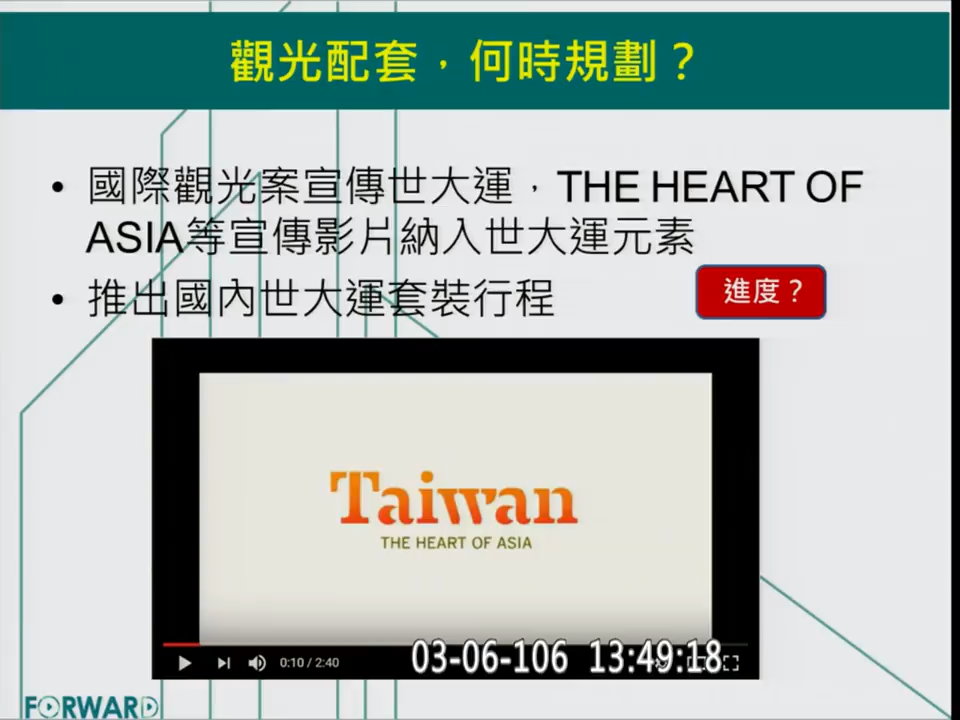 觀光配套，何時規劃？
• 國際觀光案宣傳世大運，THE HEART OF
ASIA等宣傳影片納入世大運元素
• 推出國內世大運套裝行程
進度？
Taiwan
THE HEART OF ASIA
0:10 / 2:40
03-06-106 13:49:18
FORWARD